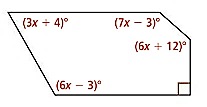 (3x + 4)°
(7x − 3)°
(6x + 12)°
(6x − 3)°